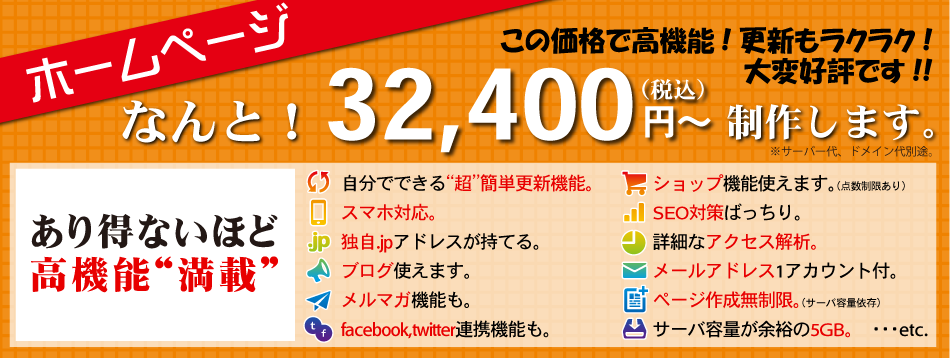 ホームページ
この価格で高機能！更新もラクラク！
大変好評です!!
なんと！32,400円～（税込）制作します。
※サーバー代、ドメイン代別途。
あり得ないほど
高機能“満載”
自分でできる“超”簡単更新機能。
スマホ対応。
jp 独自.jpアドレスが持てる。
ブログ使えます。
メルマガ機能も。
t f facebook,twitter連携機能も。
ショップ機能使えます。（点数制限あり）
SEO対策ばっちり。
詳細なアクセス解析。
メールアドレス1アカウント付。
ページ作成無制限。（サーバ容量依存）
サーバ容量が余裕の5GB。 ・・・etc.